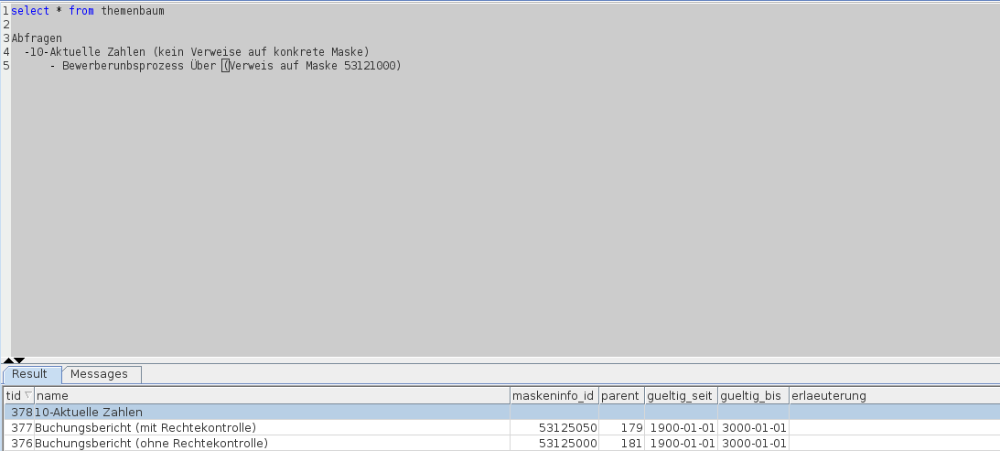 1 select * from themenbaum
2
3 Abfragen
4 -10-Aktuelle Zahlen (kein Verweise auf konkrete Maske)
5 - Bewerberunbsprozess Über (Verweis auf Maske 53121000)
Result Messages
tid name maskeninfo_id parent gueltig_seit gueltig_bis erlaeuterung
378 10-Aktuelle Zahlen
377 Buchungsbericht (mit Rechtekontrolle) 53125050 179 1900-01-01 3000-01-01
376 Buchungsbericht (ohne Rechtekontrolle) 53125000 181 1900-01-01 3000-01-01